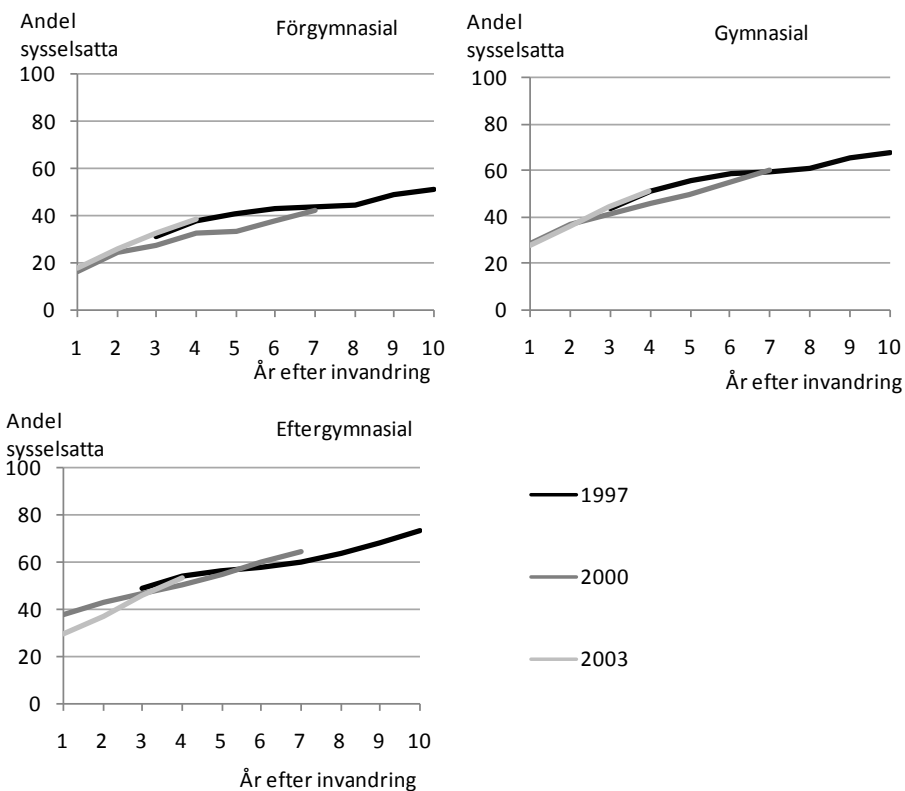 Andel
sysselsatta
Förgymnasial
100
80
60
40
20
0
1 2 3 4 5 6 7 8 9 10
År efter invandring
Andel
sysselsatta
Gymnasial
100
80
60
40
20
0
1 2 3 4 5 6 7 8 9 10
År efter invandring
Andel
sysselsatta
Eftergymnasial
100
80
60
40
20
0
1 2 3 4 5 6 7 8 9 10
År efter invandring
1997
2000
2003